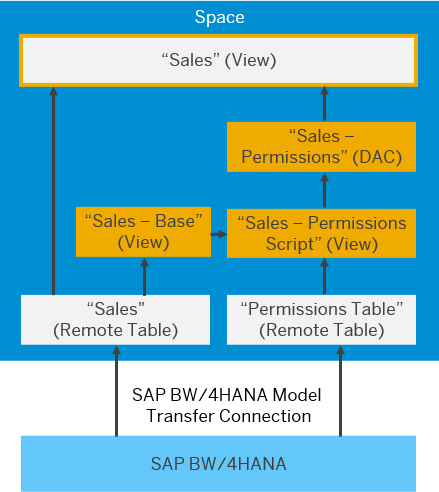 Space
“Sales” (View)
“Sales –
Permissions” (DAC)
“Sales – Base”
(View)
“Sales – Permissions
Script” (View)
“Sales"
(Remote Table)
“Permissions Table”
(Remote Table)
SAP BW/4HANA Model
Transfer Connection
SAP BW/4HANA